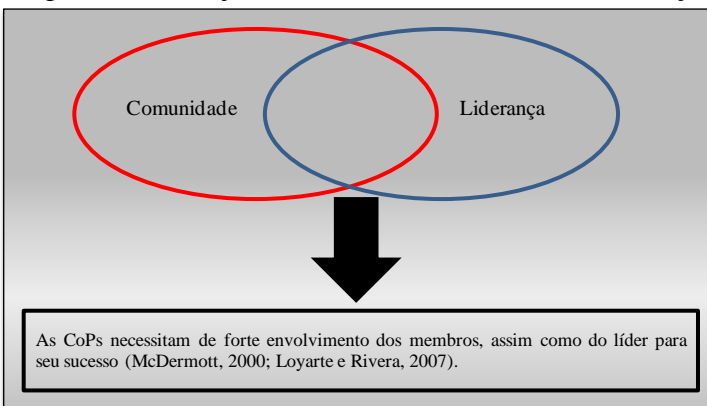 Comunidade
Liderança
As CoPs necessitam de forte envolvimento dos membros, assim como do líder para
seu sucesso (McDermott, 2000; Loyarte e Rivera, 2007).